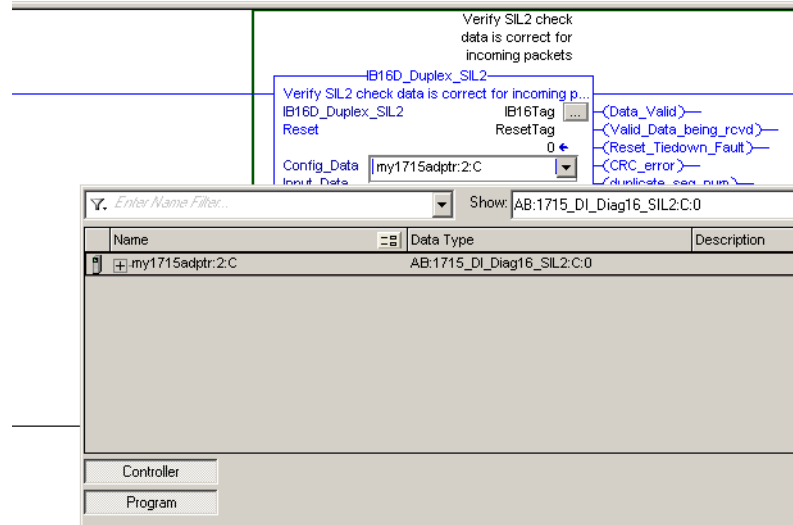 Verify SIL2 check
data is correct for
incoming packets
IB16D_Duplex_SIL2
Verify SIL2 check data is correct for incoming p...
IB16D_Duplex_SIL2 IB16Tag ... (Data_Valid)
Reset ResetTag (Valid_Data_being_rcvd)
0 (Reset_Tiedown_Fault)
Config_Data my1715adptr:2:C (CRC_error)
Input_Data (duplicate_seq_num)
Enter Name Filter... Show: AB:1715_DI_Diag16_SIL2:C:0
Name Data Type Description
my1715adptr:2:C AB:1715_DI_Diag16_SIL2:C:0
Controller
Program